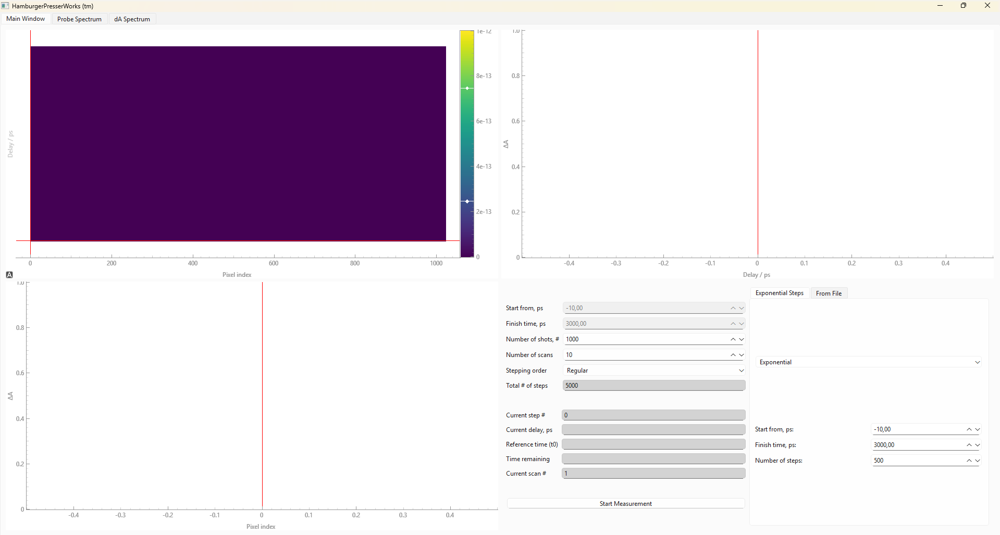 HamburgerPresserWorks (tm)
Main Window Probe Spectrum dA Spectrum
Delay / ps
1e-12
8e-13
6e-13
4e-13
2e-13
0
0 200 400 600 800 1000
Pixel index
A
ΔA
1.0
0.8
0.6
0.4
0.2
0
-0.4 -0.3 -0.2 -0.1 0 0.1 0.2 0.3 0.4
Delay / ps
ΔA
1.0
0.8
0.6
0.4
0.2
0
-0.4 -0.3 -0.2 -0.1 0 0.1 0.2 0.3 0.4
Pixel index
Start from, ps -10,00
Finish time, ps 3000,00
Number of shots, # 1000
Number of scans 10
Stepping order Regular
Total # of steps 5000
Current step # 0
Current delay, ps
Reference time (t0)
Time remaining
Current scan # 1
Start Measurement
Exponential Steps From File
Exponential
Start from, ps: -10,00
Finish time, ps: 3000,00
Number of steps: 500